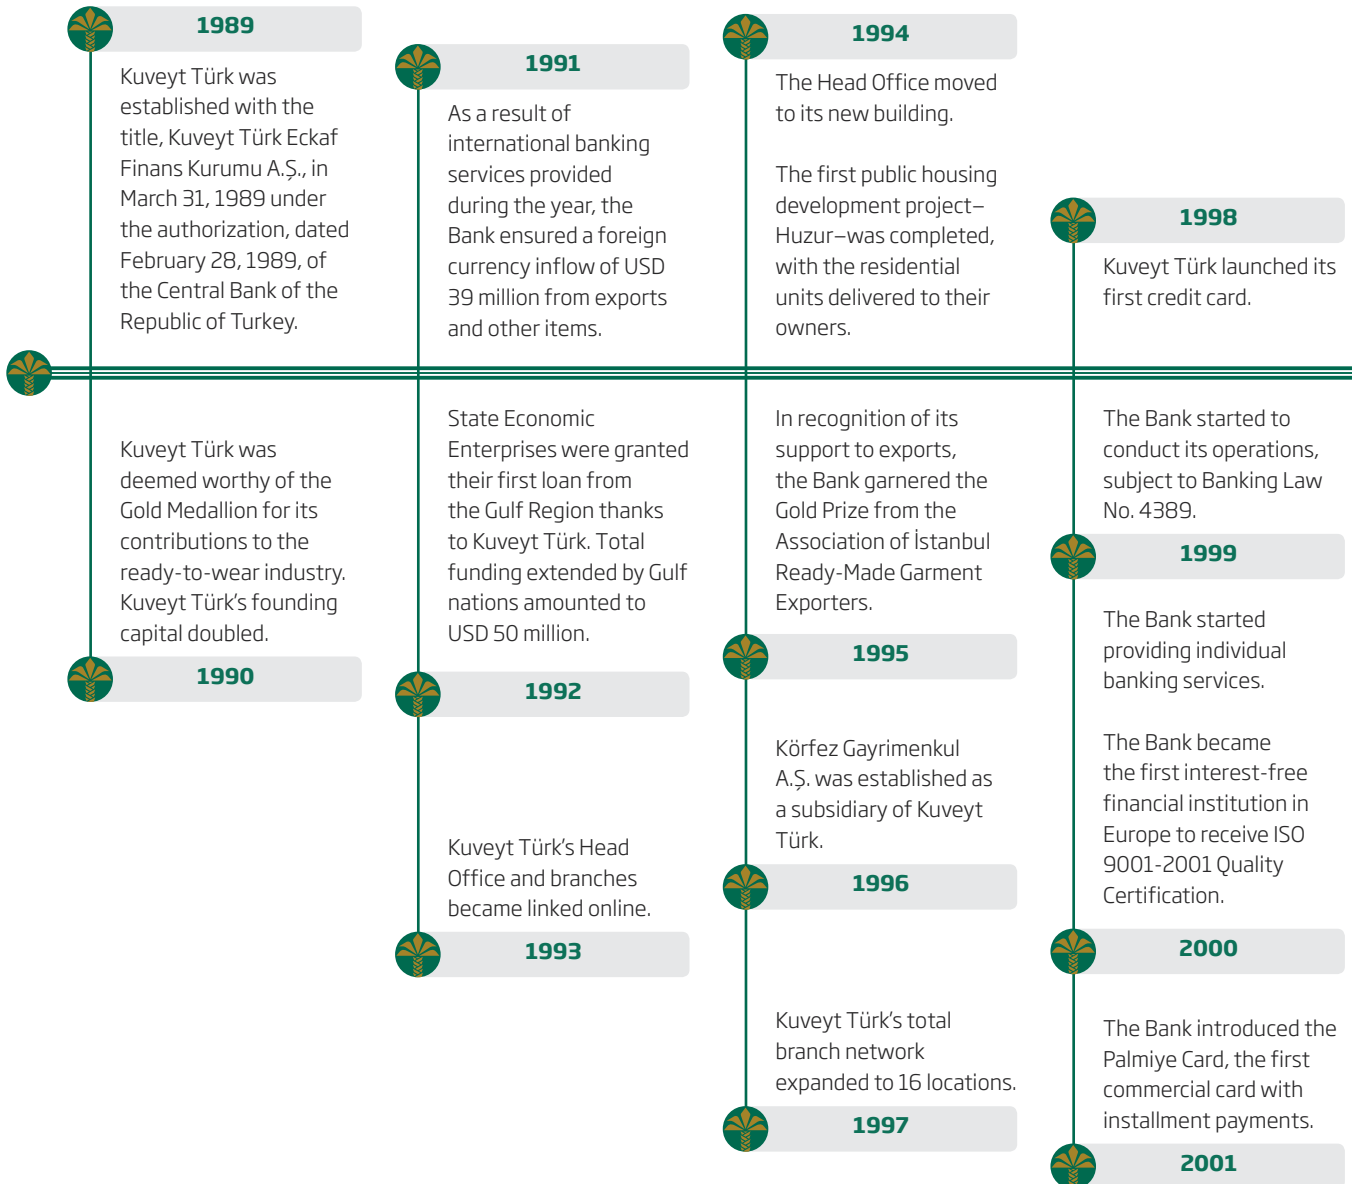 1989
Kuveyt Türk was
established with the
title, Kuveyt Türk Eckaf
Finans Kurumu A.Ş., in
March 31, 1989 under
the authorization, dated
February 28, 1989, of
the Central Bank of the
Republic of Turkey.
Kuveyt Türk was
deemed worthy of the
Gold Medallion for its
contributions to the
ready-to-wear industry.
Kuveyt Türk’s founding
capital doubled.
1990
1991
As a result of
international banking
services provided
during the year, the
Bank ensured a foreign
currency inflow of USD
39 million from exports
and other items.
State Economic
Enterprises were granted
their first loan from
the Gulf Region thanks
to Kuveyt Türk. Total
funding extended by Gulf
nations amounted to
USD 50 million.
1992
Kuveyt Türk’s Head
Office and branches
became linked online.
1993
1994
The Head Office moved
to its new building.
The first public housing
development project–
Huzur–was completed,
with the residential
units delivered to their
owners.
In recognition of its
support to exports,
the Bank garnered the
Gold Prize from the
Association of İstanbul
Ready-Made Garment
Exporters.
1995
Körfez Gayrimenkul
A.Ş. was established as
a subsidiary of Kuveyt
Türk.
1996
Kuveyt Türk’s total
branch network
expanded to 16 locations.
1997
1998
Kuveyt Türk launched its
first credit card.
The Bank started to
conduct its operations,
subject to Banking Law
No. 4389.
1999
The Bank started
providing individual
banking services.
The Bank became
the first interest-free
financial institution in
Europe to receive ISO
9001-2001 Quality
Certification.
2000
The Bank introduced the
Palmiye Card, the first
commercial card with
installment payments.
2001